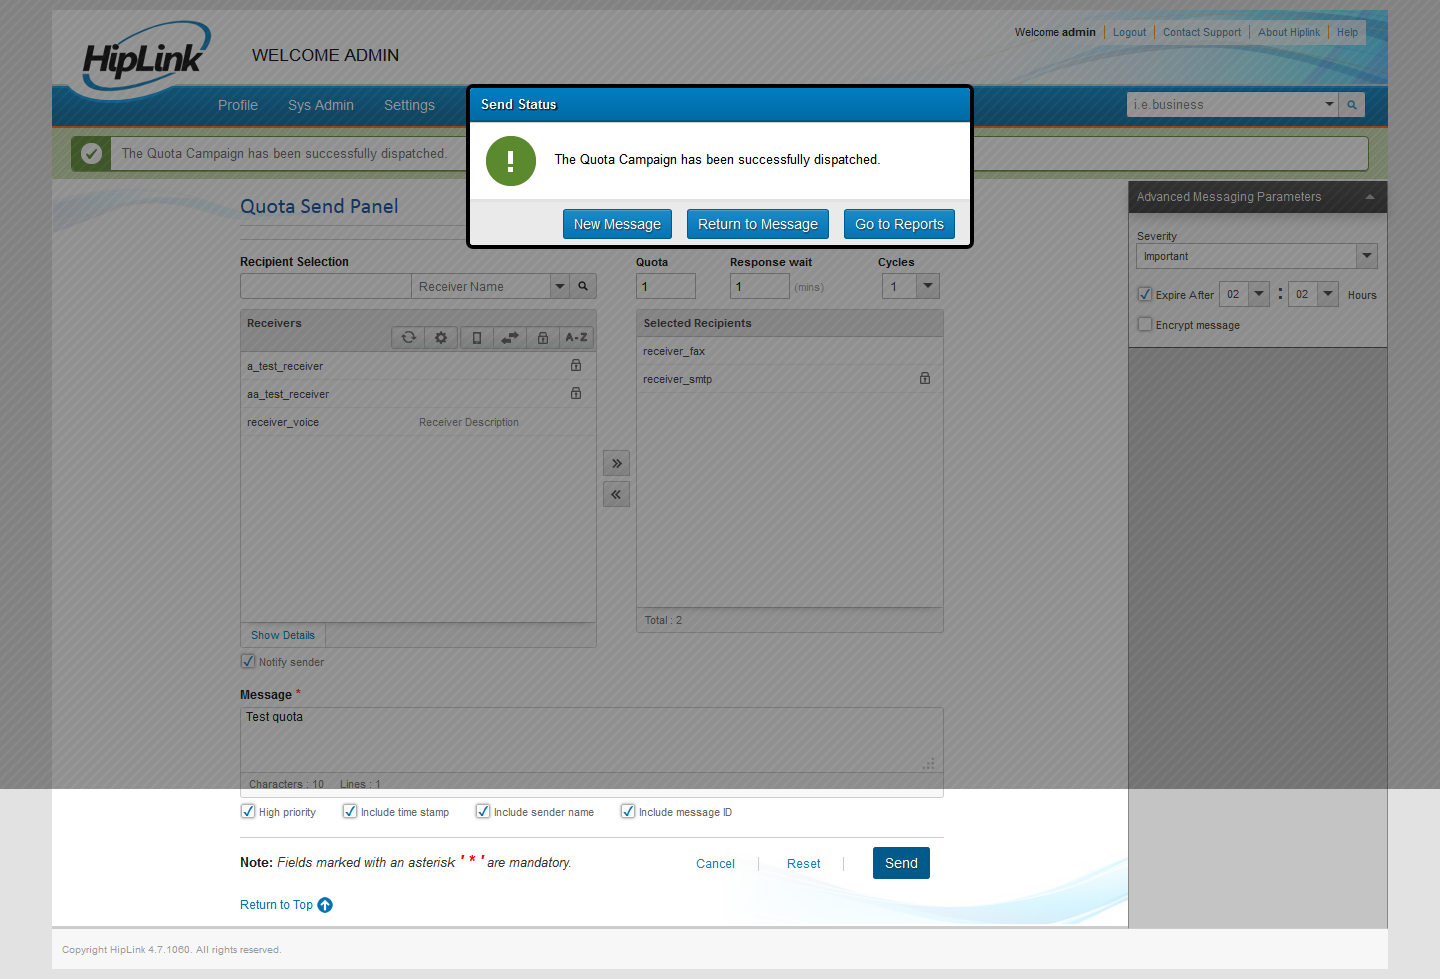 Welcome admin Logout Contact Support About Hiplink Help
HipLink
WELCOME ADMIN
Profile Sys Admin Settings
i.e.business
Send Status
The Quota Campaign has been successfully dispatched.
The Quota Campaign has been successfully dispatched.
New Message Return to Message Go to Reports
Quota Send Panel
Advanced Messaging Parameters
Severity
Important
Expire After 02 : 02 Hours
Encrypt message
Recipient Selection Quota Response wait Cycles
Receiver Name 1 1 (mins) 1
Receivers
A-Z
a_test_receiver
aa_test_receiver
receiver_voice Receiver Description
Show Details
Notify sender
Selected Recipients
receiver_fax
receiver_smtp
Total : 2
Message *
Test quota
Characters : 10 Lines : 1
High priority Include time stamp Include sender name Include message ID
Note: Fields marked with an asterisk ' * ' are mandatory.
Cancel Reset Send
Return to Top
Copyright HipLink 4.7.1060. All rights reserved.